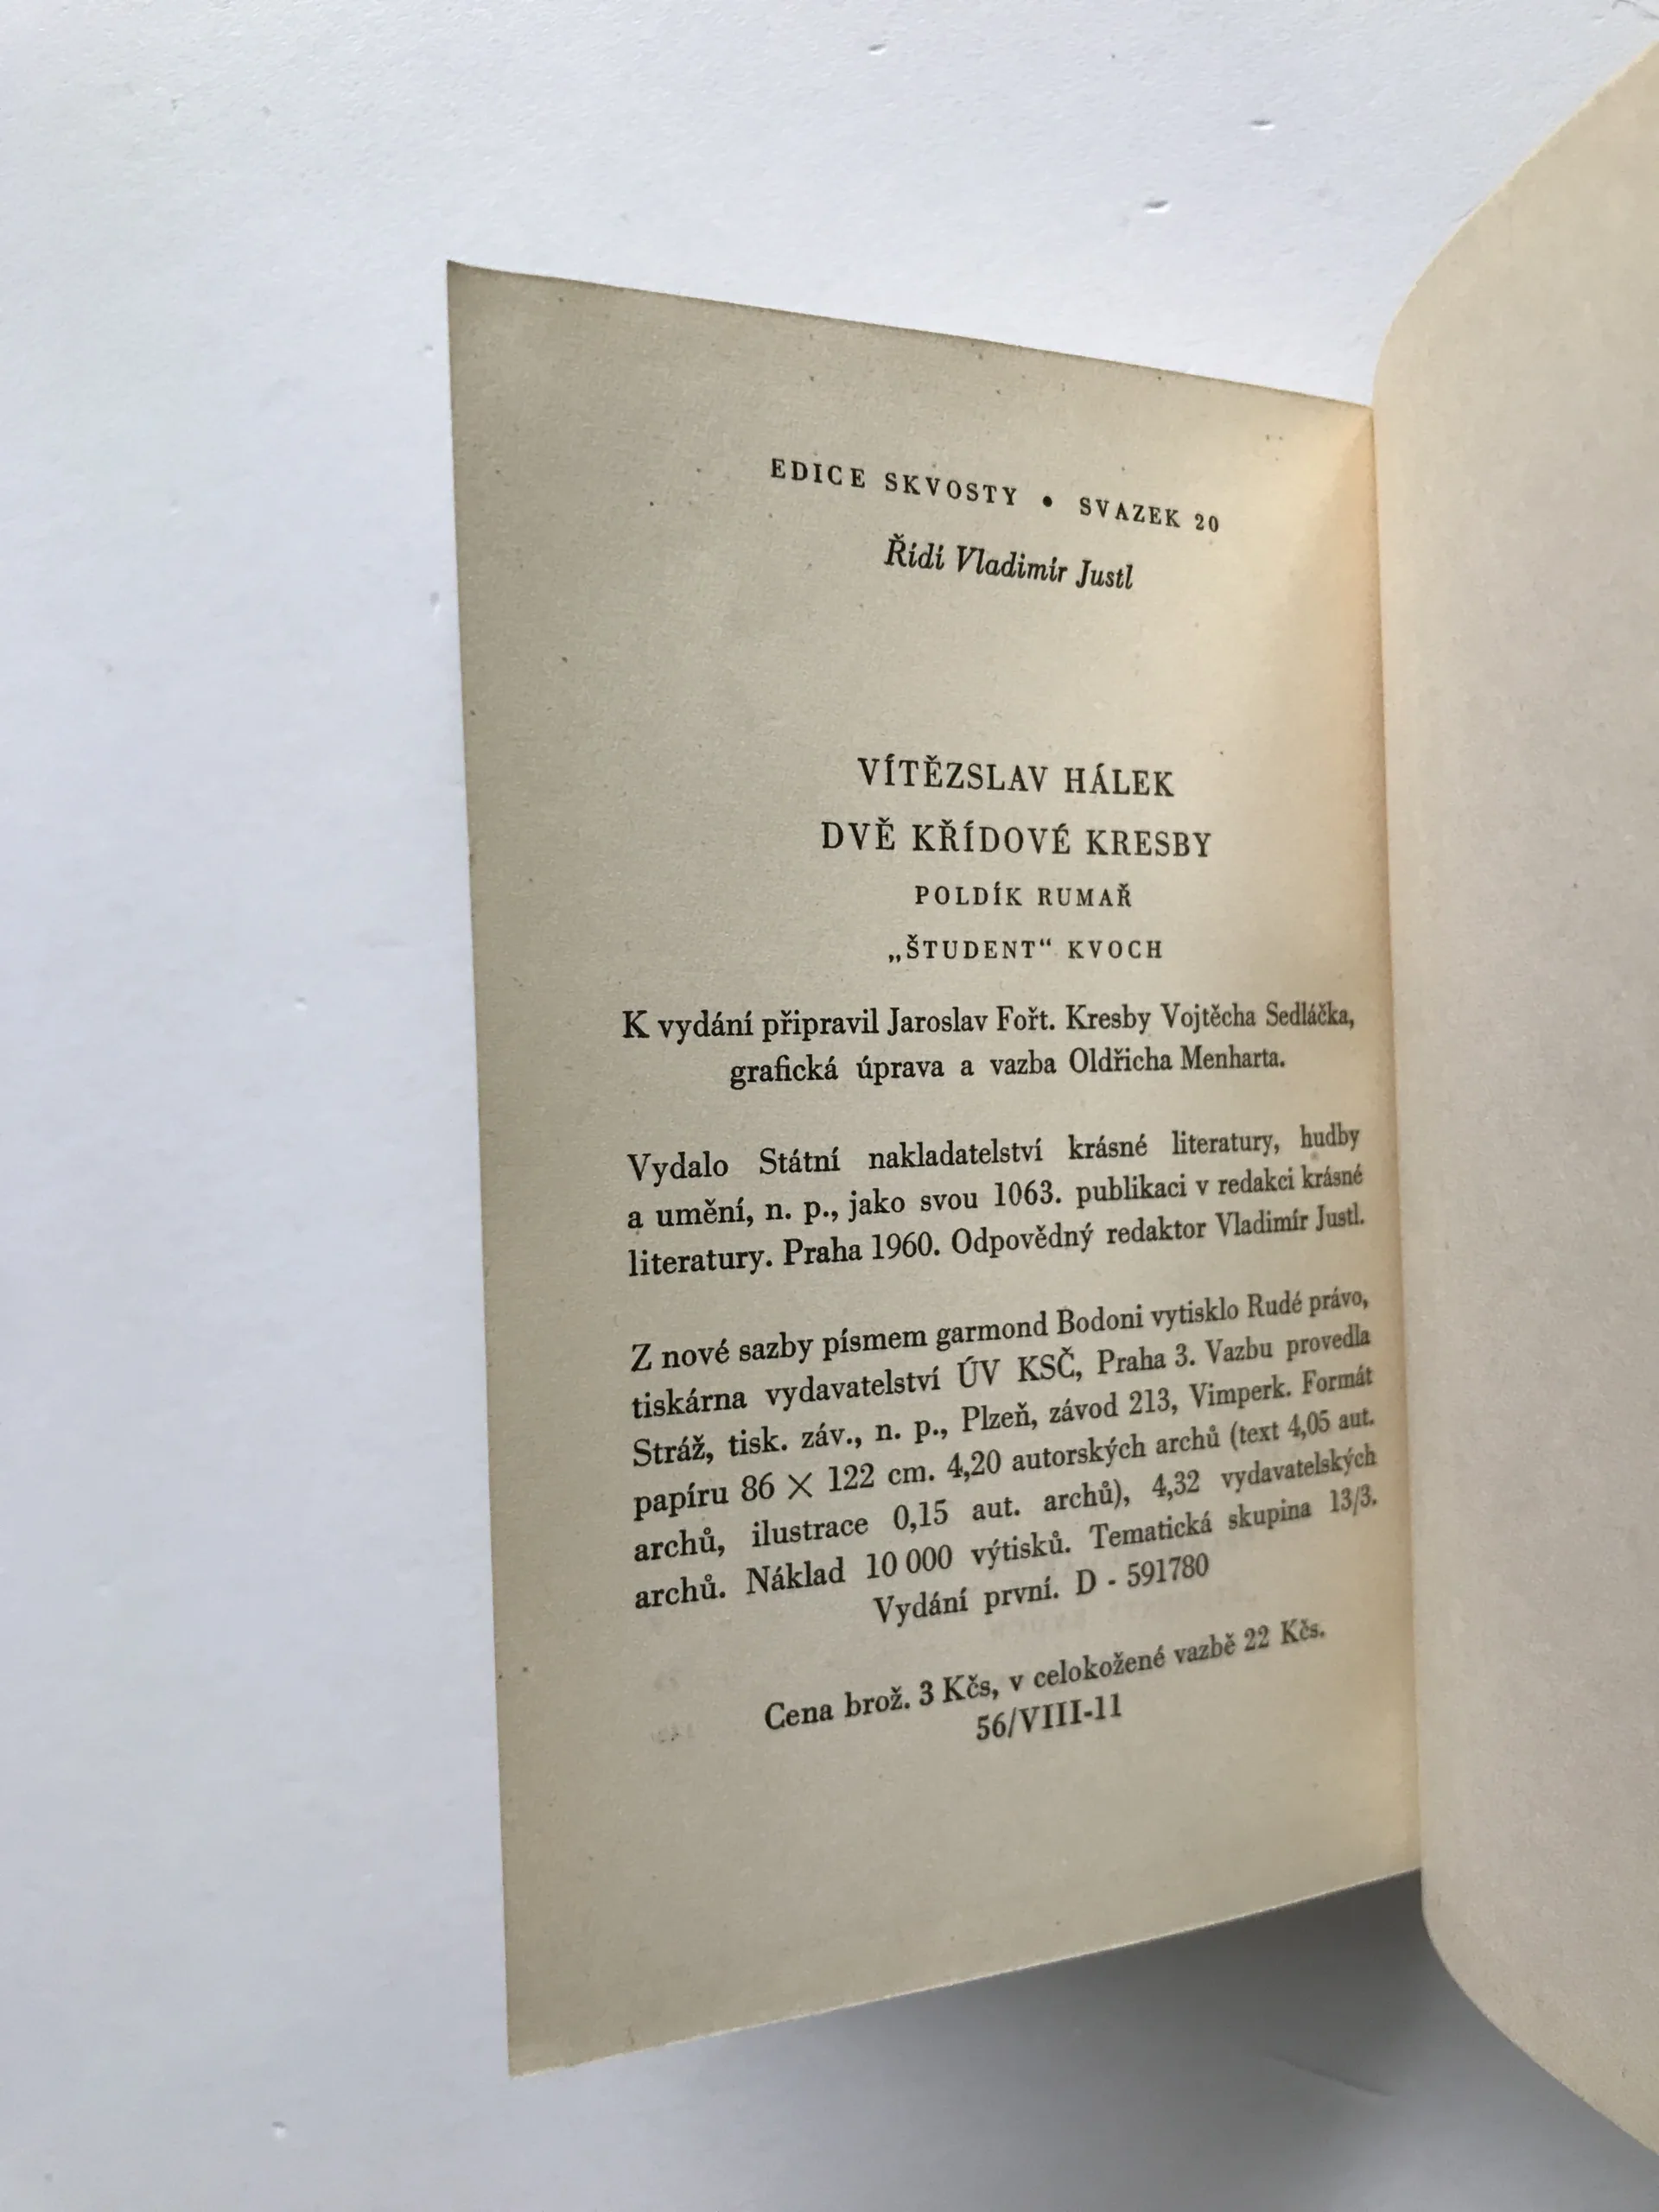 EDICE SKVOSTY • SVAZEK 20
Řídí Vladimír Justl
VÍTĚZSLAV HÁLEK
DVĚ KŘÍDOVÉ KRESBY
POLDÍK RUMAŘ
„ŠTUDENT“ KVOCH
K vydání připravil Jaroslav Fořt. Kresby Vojtěcha Sedláčka,
grafická úprava a vazba Oldřicha Menharta.
Vydalo Státní nakladatelství krásné literatury, hudby
a umění, n. p., jako svou 1063. publikaci v redakci krásné
literatury. Praha 1960. Odpovědný redaktor Vladimír Justl.
Z nové sazby písmem garmond Bodoni vytisklo Rudé právo,
tiskárna vydavatelství ÚV KSČ, Praha 3. Vazbu provedla
Stráž, tisk. záv., n. p., Plzeň, závod 213, Vimperk. Formát
papíru 86 × 122 cm. 4,20 autorských archů (text 4,05 aut.
archů, ilustrace 0,15 aut. archů), 4,32 vydavatelských
archů. Náklad 10 000 výtisků. Tematická skupina 13/3.
Vydání první. D - 591780
Cena brož. 3 Kčs, v celokožené vazbě 22 Kčs.
56/VIII-11